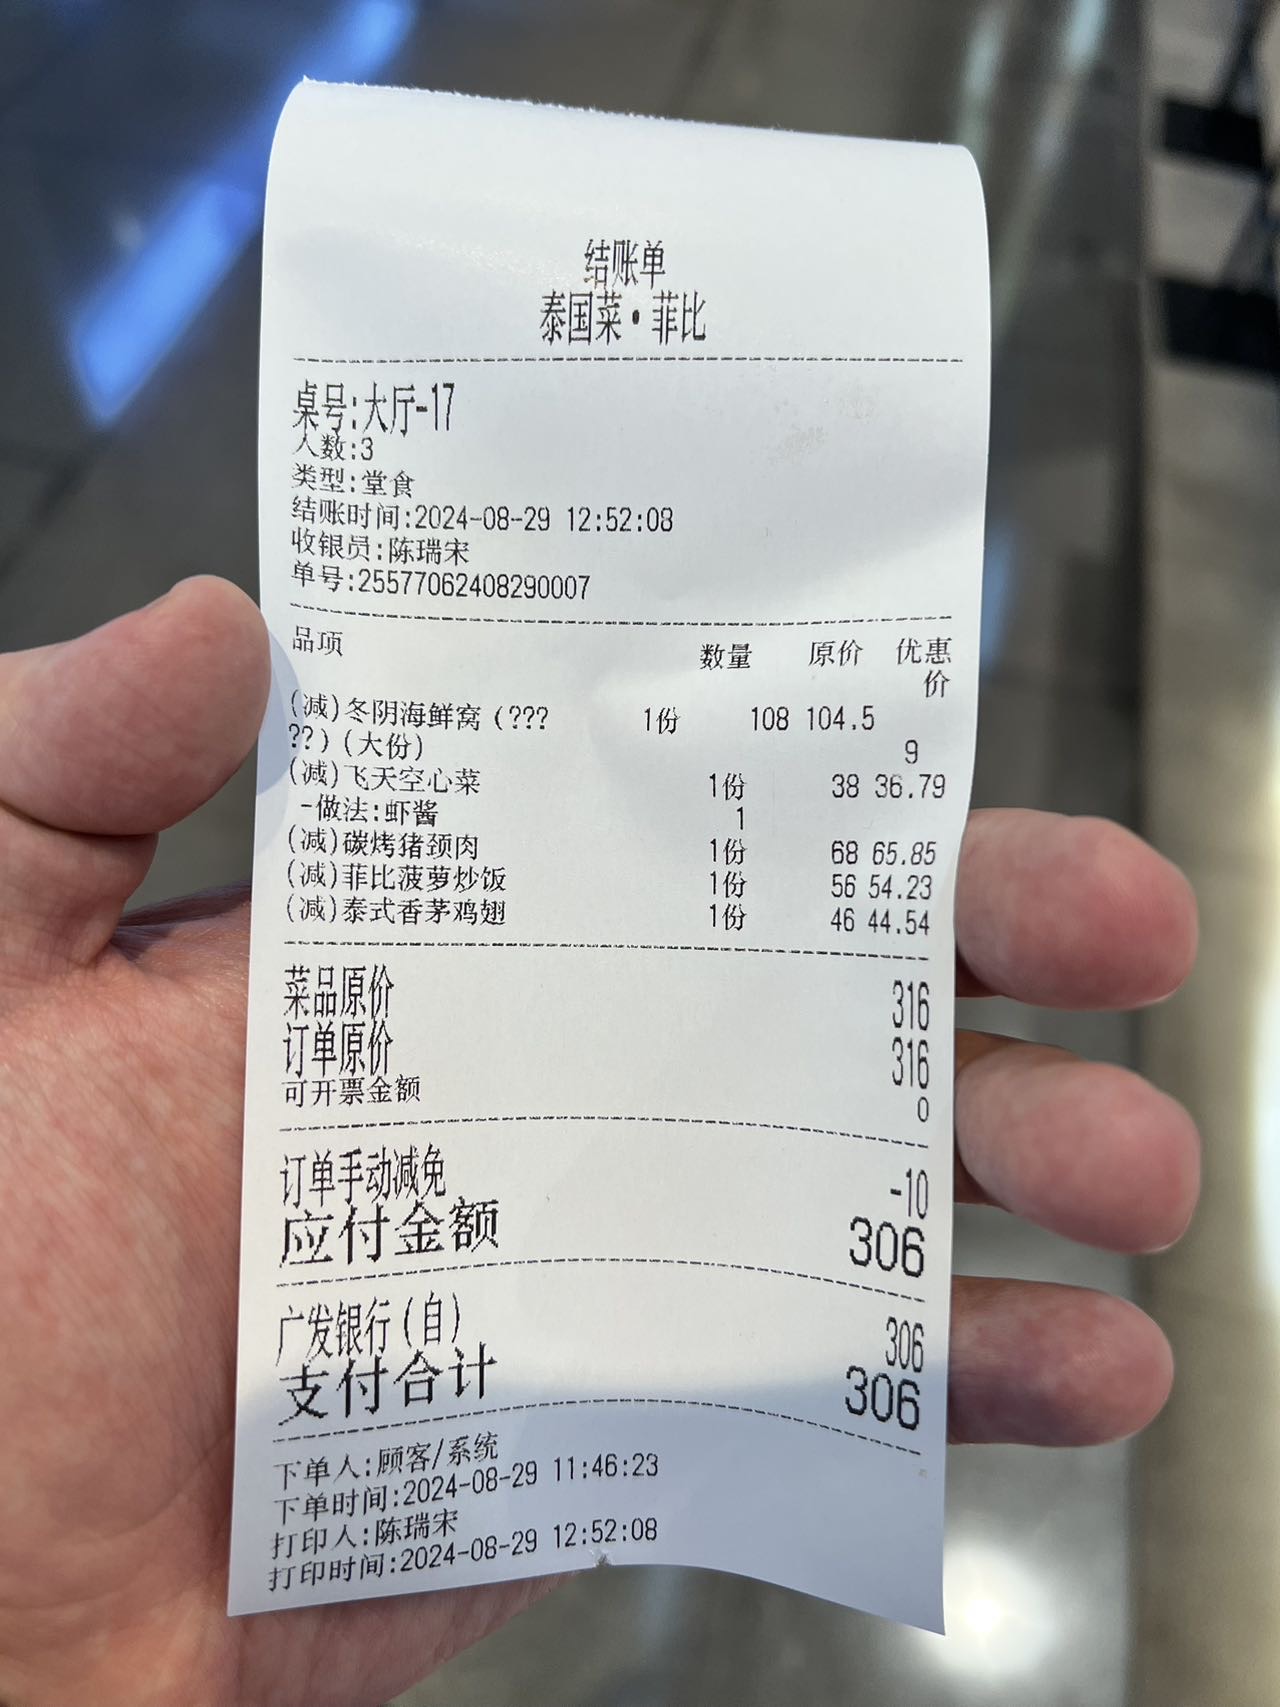 结账单
泰国菜·菲比
桌号:大厅-17
人数:3
类型:堂食
结账时间:2024-08-29 12:52:08
收银员:陈瑞宋
单号:25577062408290007
品项 数量 原价 优惠
价
(减)冬阴海鲜窝(??? 1份 108 104.5
??)(大份) 9
(减)飞天空心菜 1份 38 36.79
-做法:虾酱 1
(减)碳烤猪颈肉 1份 68 65.85
(减)菲比菠萝炒饭 1份 56 54.23
(减)泰式香茅鸡翅 1份 46 44.54
菜品原价 316
订单原价 316
可开票金额 0
订单手动减免 -10
应付金额 306
广发银行(自) 306
支付合计 306
下单人:顾客/系统
下单时间:2024-08-29 11:46:23
打印人:陈瑞宋
打印时间:2024-08-29 12:52:08